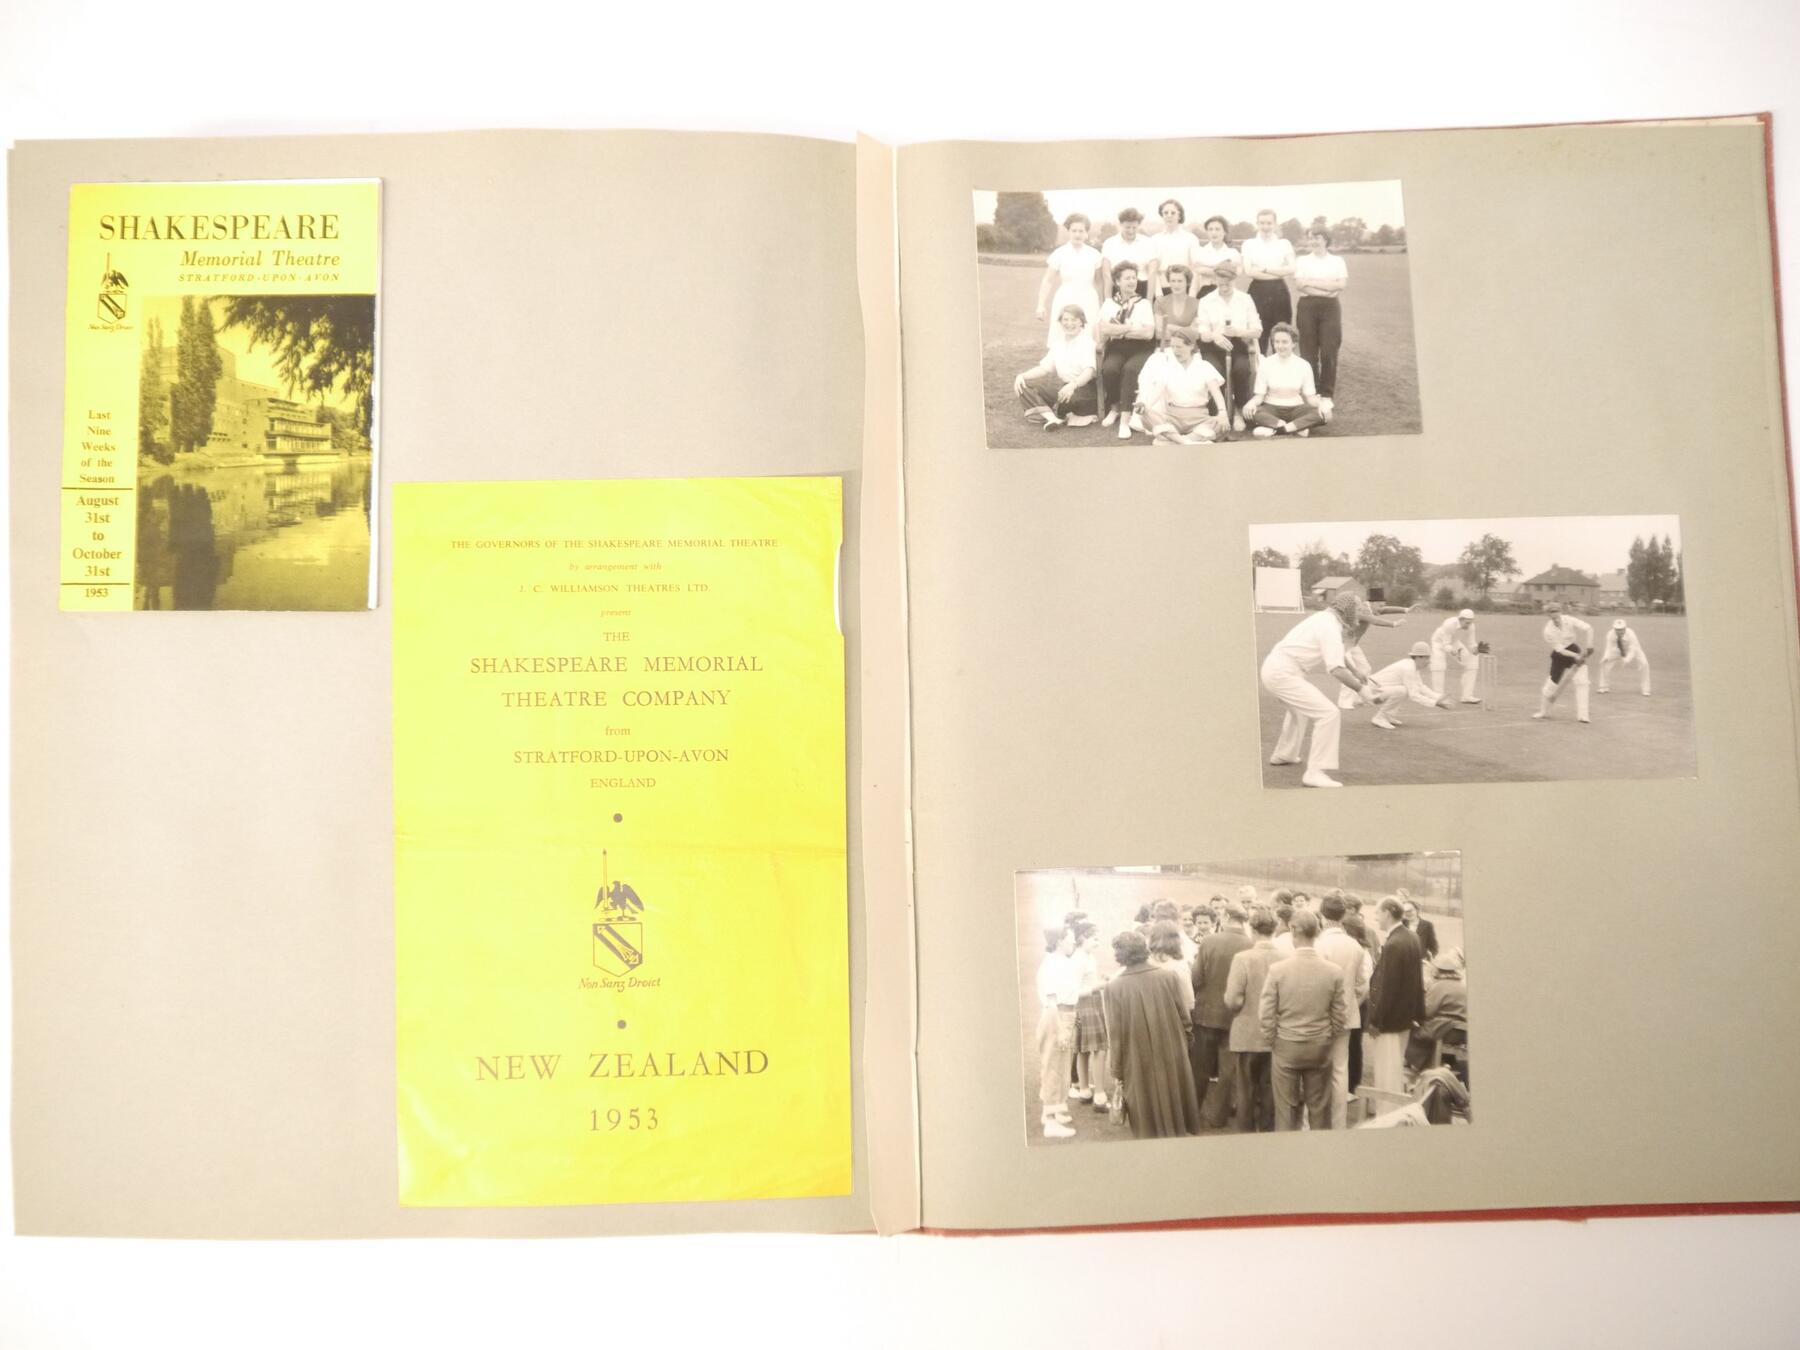 SHAKESPEARE
Memorial Theatre
STRATFORD-UPON-AVON
Non Sanz Droict
Last
Nine
Weeks
of the
Season
August
31st
to
October
31st
1953
THE GOVERNORS OF THE SHAKESPEARE MEMORIAL THEATRE
by arrangement with
J. C. WILLIAMSON THEATRES LTD.
present
THE
SHAKESPEARE MEMORIAL
THEATRE COMPANY
from
STRATFORD-UPON-AVON
ENGLAND
Non Sanz Droict
NEW ZEALAND
1953